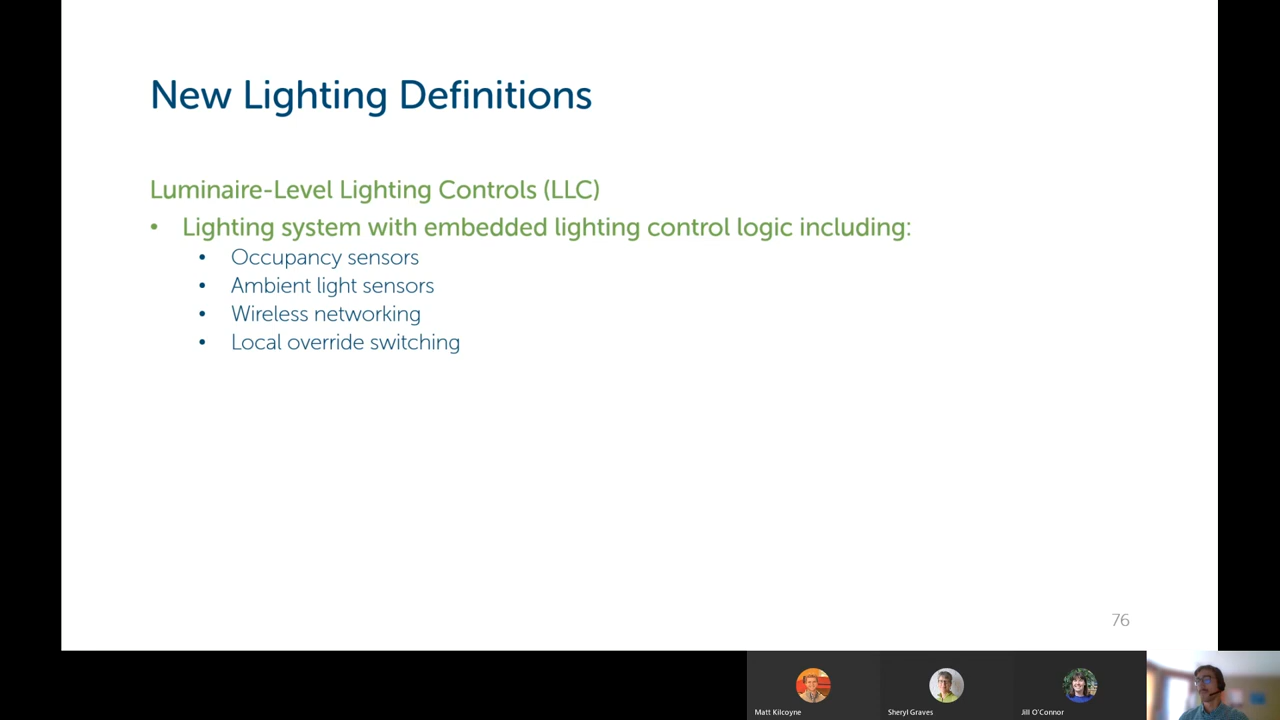 New Lighting Definitions
Luminaire-Level Lighting Controls (LLC)
• Lighting system with embedded lighting control logic including:
• Occupancy sensors
• Ambient light sensors
• Wireless networking
• Local override switching
76
Matt Kilcoyne
Sheryl Graves
Jill O'Connor